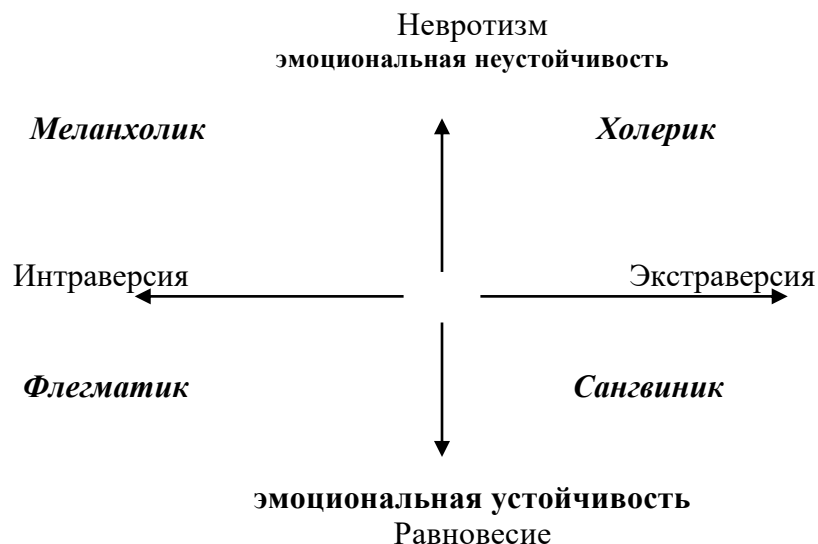 Невротизм
эмоциональная неустойчивость
Меланхолик Холерик
Интраверсия Экстраверсия
Флегматик Сангвиник
эмоциональная устойчивость
Равновесие